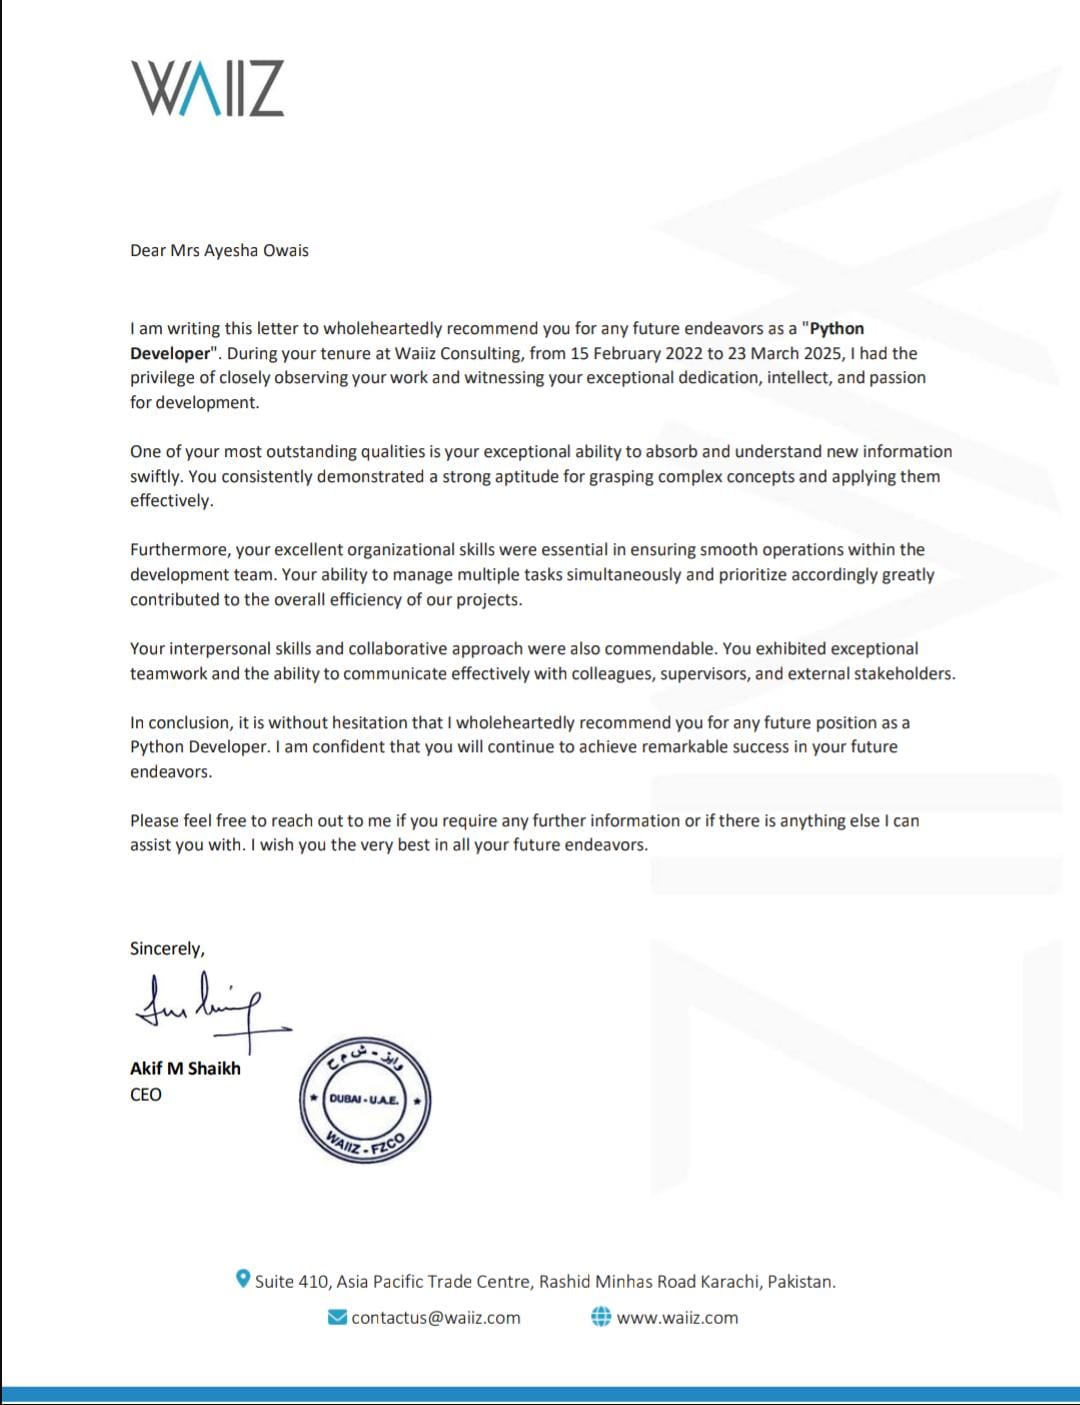 WAIIZ
Dear Mrs Ayesha Owais
I am writing this letter to wholeheartedly recommend you for any future endeavors as a "Python
Developer". During your tenure at Waiiz Consulting, from 15 February 2022 to 23 March 2025, I had the
privilege of closely observing your work and witnessing your exceptional dedication, intellect, and passion
for development.
One of your most outstanding qualities is your exceptional ability to absorb and understand new information
swiftly. You consistently demonstrated a strong aptitude for grasping complex concepts and applying them
effectively.
Furthermore, your excellent organizational skills were essential in ensuring smooth operations within the
development team. Your ability to manage multiple tasks simultaneously and prioritize accordingly greatly
contributed to the overall efficiency of our projects.
Your interpersonal skills and collaborative approach were also commendable. You exhibited exceptional
teamwork and the ability to communicate effectively with colleagues, supervisors, and external stakeholders.
In conclusion, it is without hesitation that I wholeheartedly recommend you for any future position as a
Python Developer. I am confident that you will continue to achieve remarkable success in your future
endeavors.
Please feel free to reach out to me if you require any further information or if there is anything else I can
assist you with. I wish you the very best in all your future endeavors.
Sincerely,
Akif M Shaikh
CEO
وايز - ش م ح
DUBAI - U.A.E.
WAIIZ - FZCO
Suite 410, Asia Pacific Trade Centre, Rashid Minhas Road Karachi, Pakistan.
contactus@waiiz.com www.waiiz.com